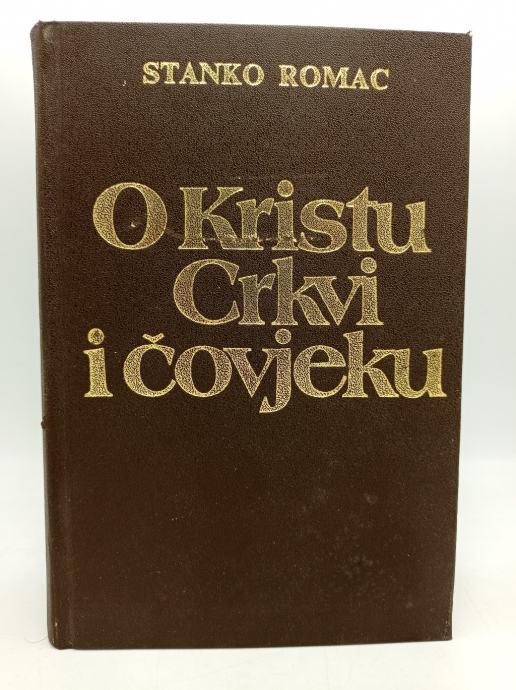 STANKO ROMAC
O Kristu
Crkvi
i čovjeku